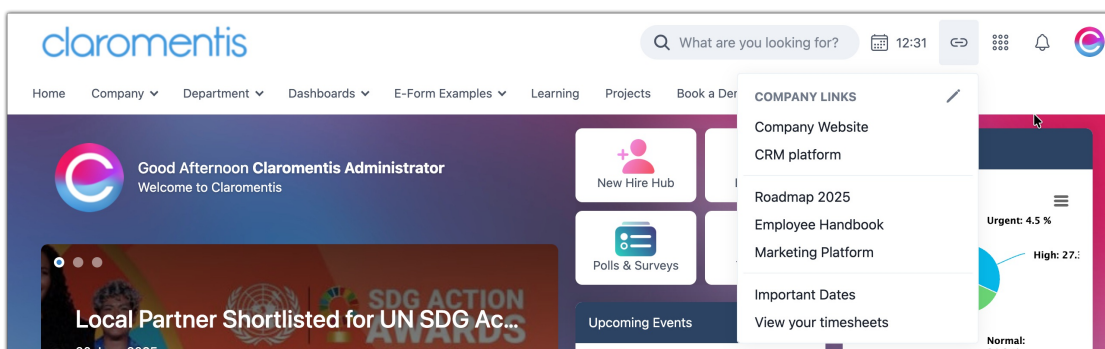 claromentis
What are you looking for?
12:31
Home Company Department Dashboards E-Form Examples Learning Projects Book a
COMPANY LINKS
Company Website
CRM platform
Roadmap 2025
Employee Handbook
Marketing Platform
Important Dates
View your timesheets
Good Afternoon Claromentis Administrator
Welcome to Claromentis
New Hire Hub
Polls & Surveys
SDG ACTION
AWARDS
Local Partner Shortlisted for UN SDG Ac...
Upcoming Events
Urgent: 4.5 %
High: 27.
Normal: